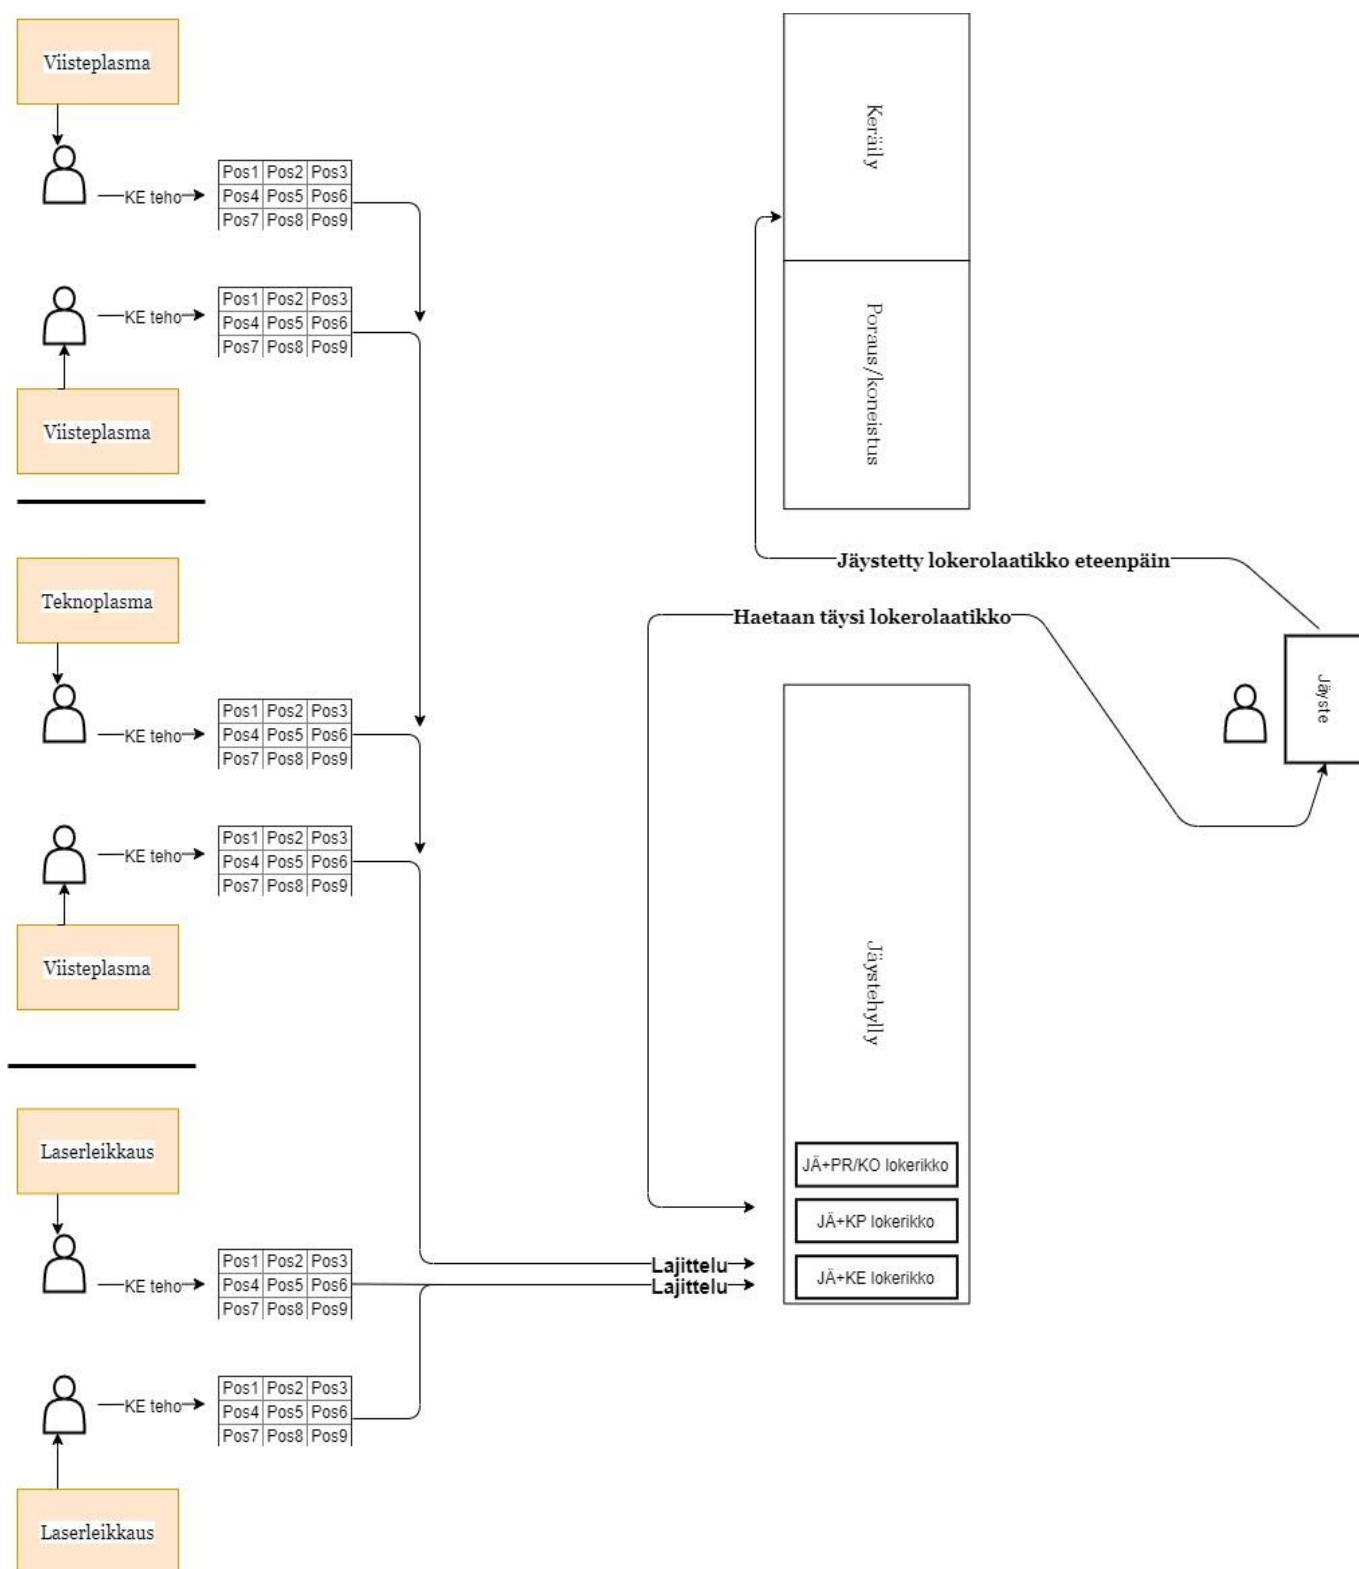 Viisteplasma
KE teho
Pos1 Pos2 Pos3
Pos4 Pos5 Pos6
Pos7 Pos8 Pos9
KE teho
Pos1 Pos2 Pos3
Pos4 Pos5 Pos6
Pos7 Pos8 Pos9
Viisteplasma
Teknoplasma
KE teho
Pos1 Pos2 Pos3
Pos4 Pos5 Pos6
Pos7 Pos8 Pos9
KE teho
Pos1 Pos2 Pos3
Pos4 Pos5 Pos6
Pos7 Pos8 Pos9
Viisteplasma
Laserleikkaus
KE teho
Pos1 Pos2 Pos3
Pos4 Pos5 Pos6
Pos7 Pos8 Pos9
KE teho
Pos1 Pos2 Pos3
Pos4 Pos5 Pos6
Pos7 Pos8 Pos9
Laserleikkaus
Lajittelu
Lajittelu
Keräily
Poraus/koneistus
Jäystetty lokerolaatikko eteenpäin
Haetaan täysi lokerolaatikko
Jäyste
Jäystehylly
JÄ+PR/KO lokerikko
JÄ+KP lokerikko
JÄ+KE lokerikko